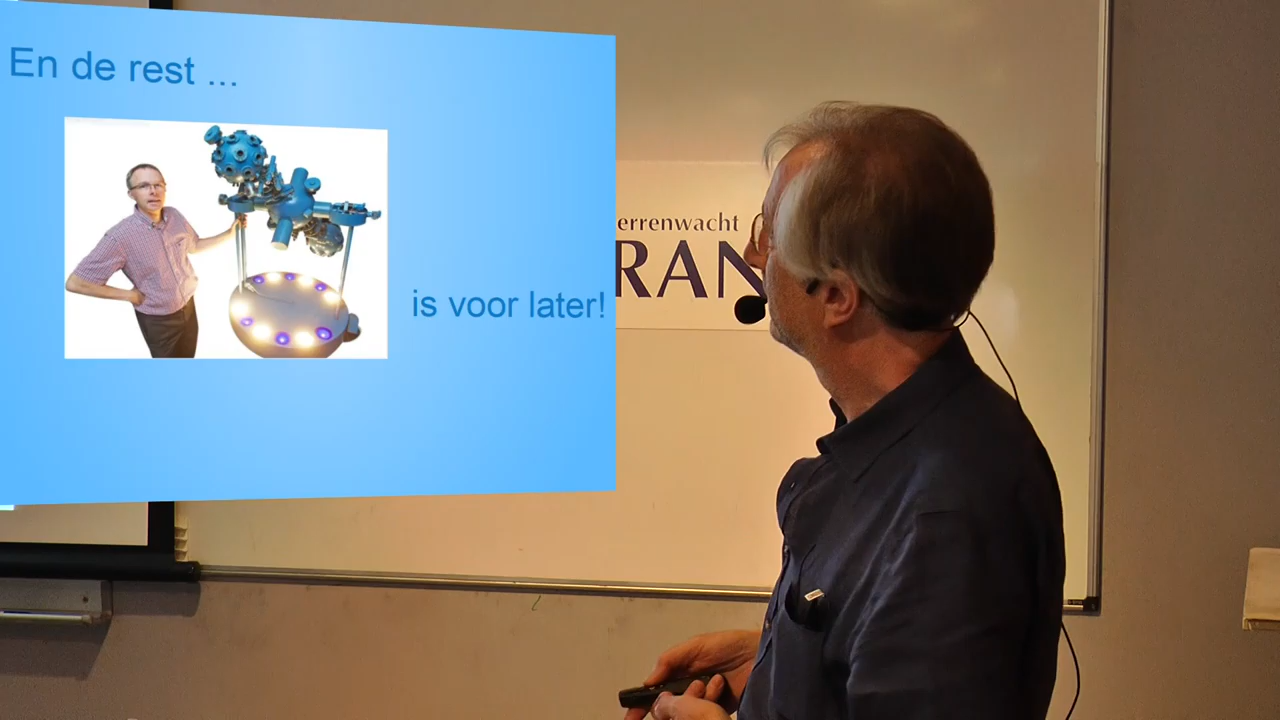 En de rest ...
is voor later!
errenwacht
RAN